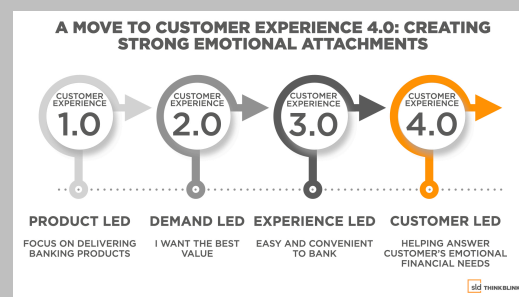 A MOVE TO CUSTOMER EXPERIENCE 4.0: CREATING
STRONG EMOTIONAL ATTACHMENTS
CUSTOMER
EXPERIENCE
1.0
CUSTOMER
EXPERIENCE
2.0
CUSTOMER
EXPERIENCE
3.0
CUSTOMER
EXPERIENCE
4.0
PRODUCT LED
FOCUS ON DELIVERING
BANKING PRODUCTS
DEMAND LED
I WANT THE BEST
VALUE
EXPERIENCE LED
EASY AND CONVENIENT
TO BANK
CUSTOMER LED
HELPING ANSWER
CUSTOMER'S EMOTIONAL
FINANCIAL NEEDS
sld THINKBLINK